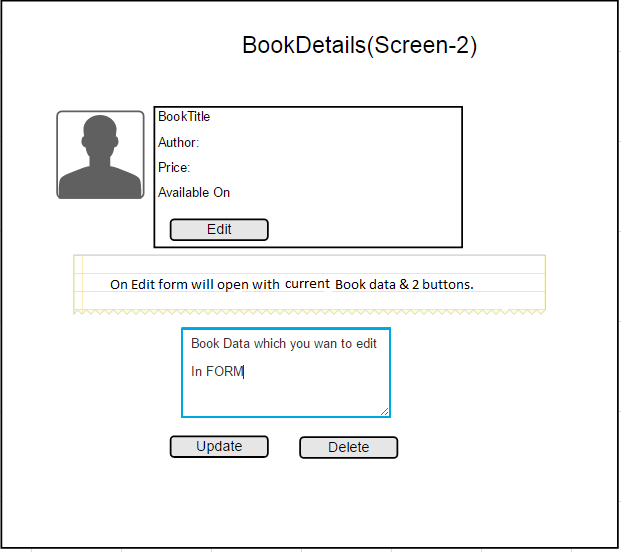 BookDetails(Screen-2)
BookTitle
Author:
Price:
Available On
Edit
On Edit form will open with current Book data & 2 buttons.
Book Data which you wan to edit
In FORM
Update Delete